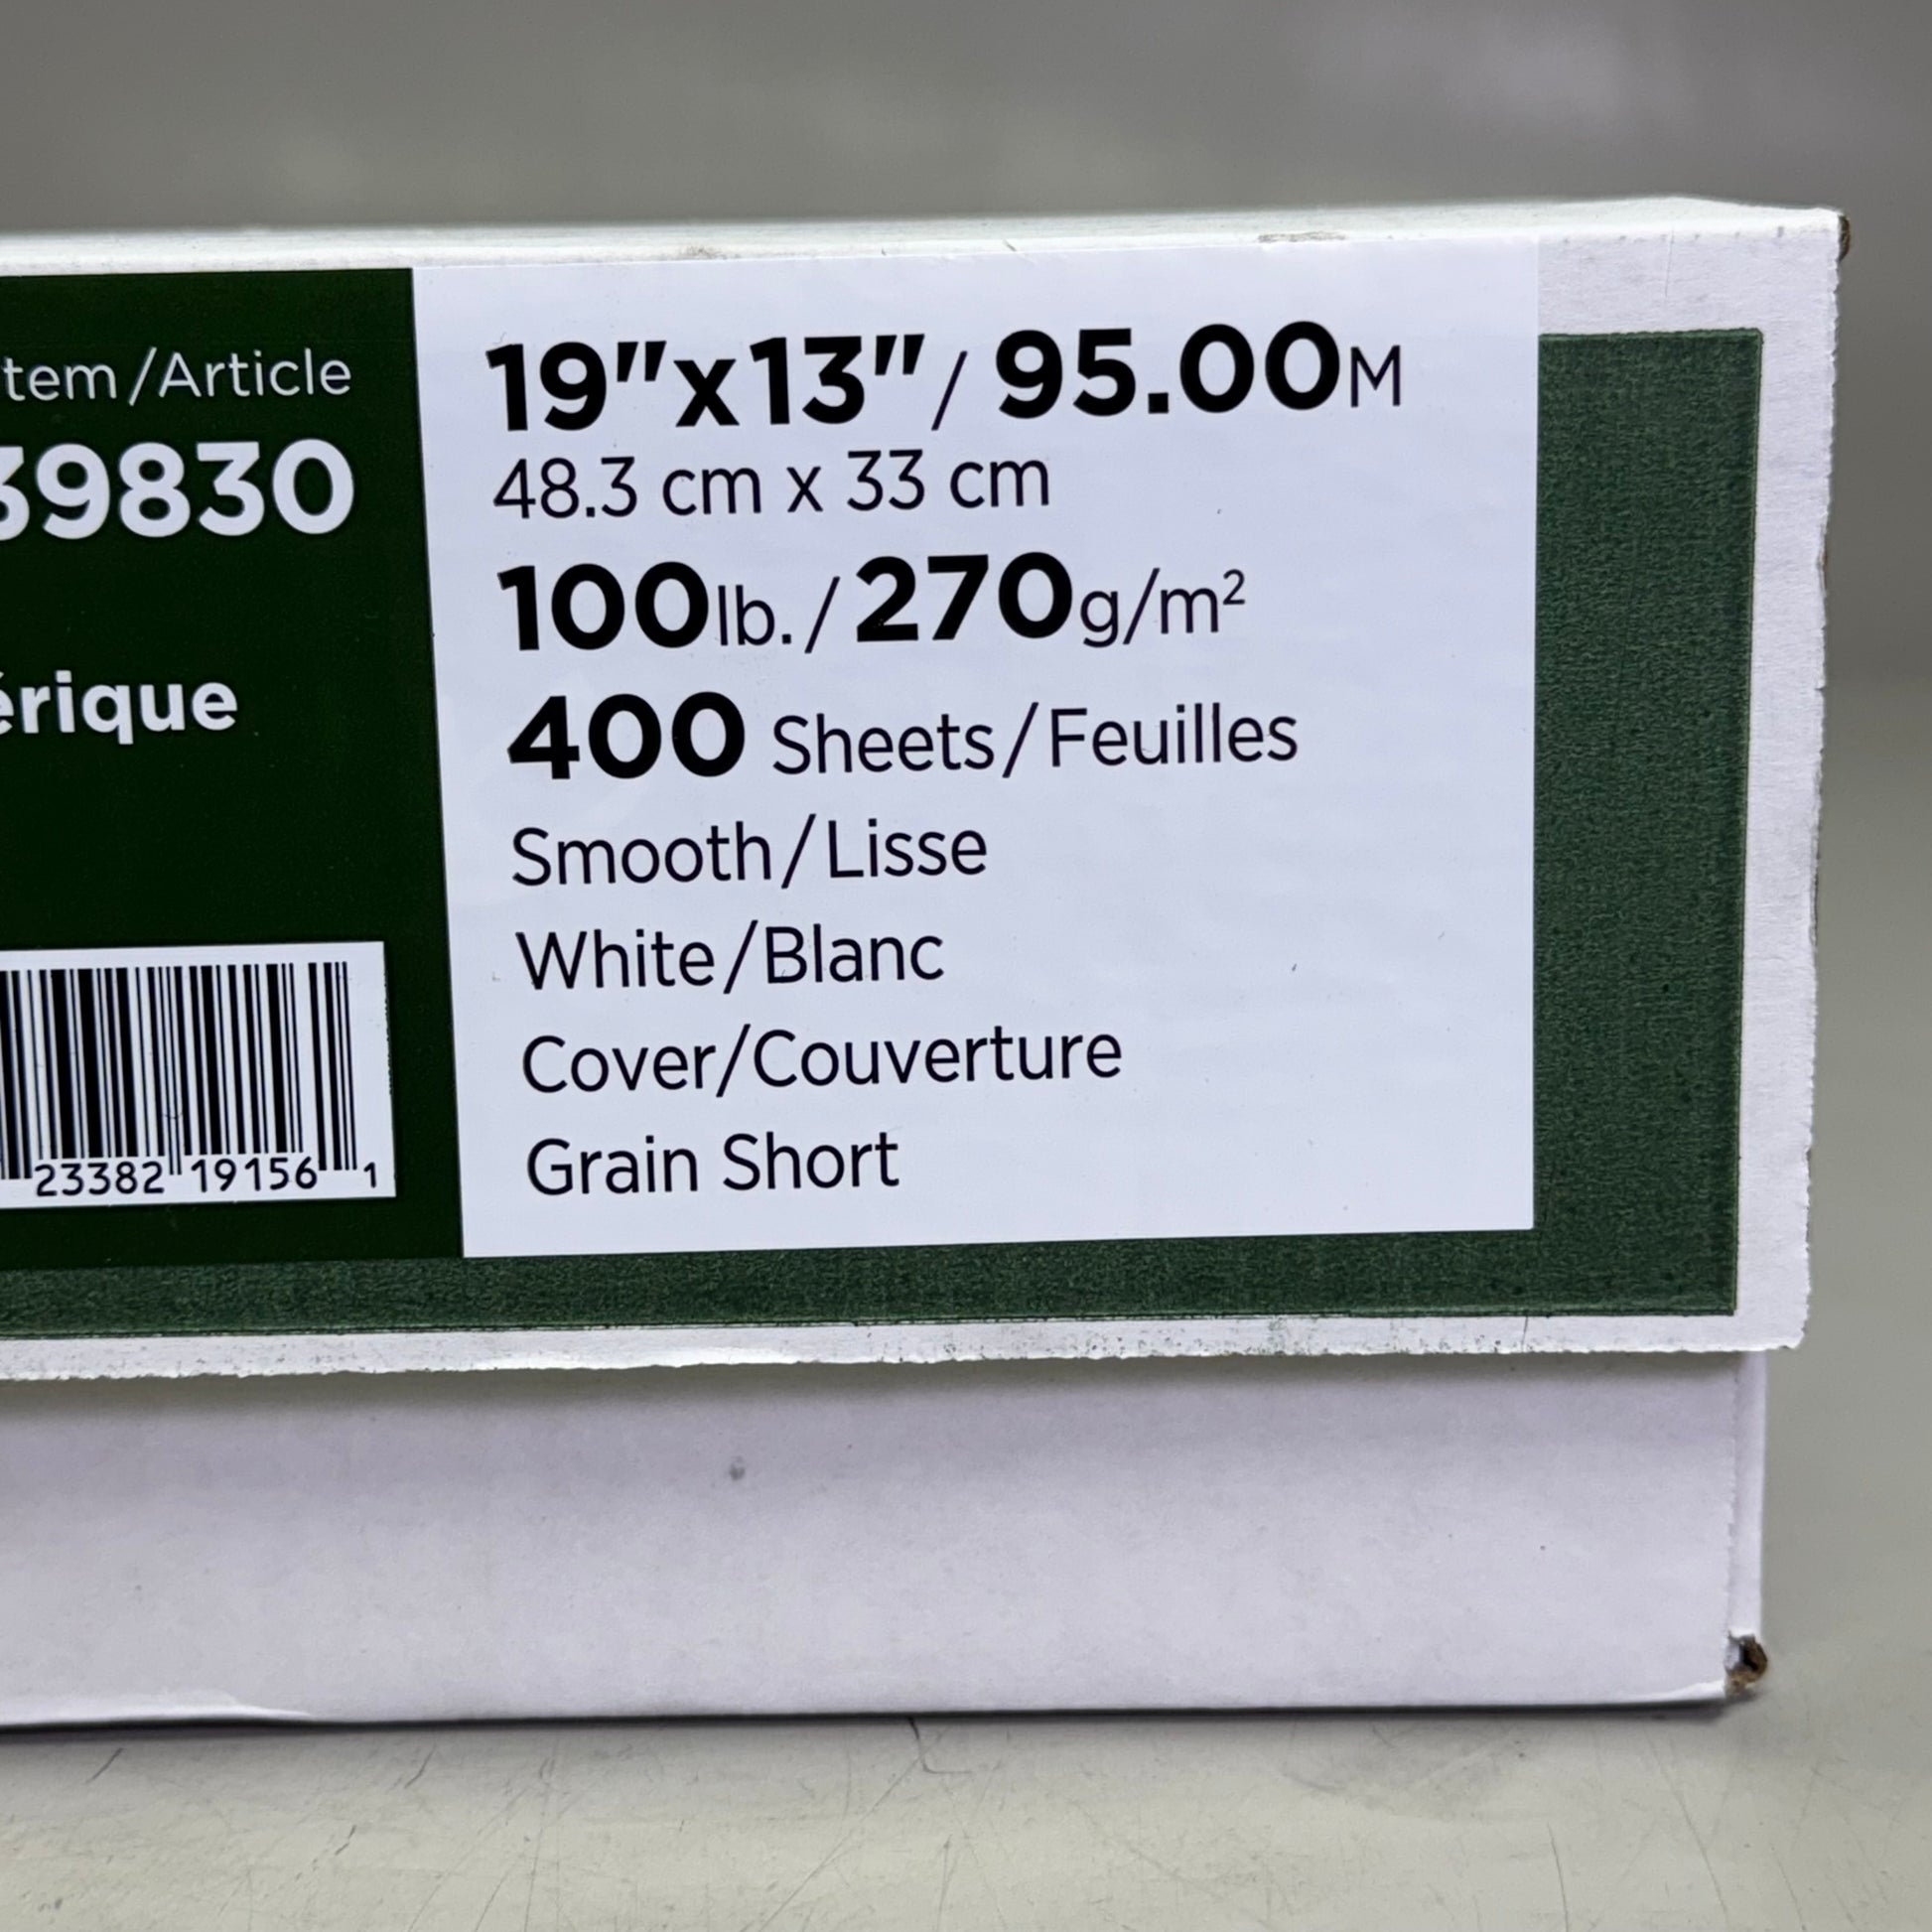 Item/Article
39830
érique
23382 19156 1
19"x13"/ 95.00M
48.3 cm x 33 cm
100lb./270g/m²
400 Sheets/Feuilles
Smooth/Lisse
White/Blanc
Cover/Couverture
Grain Short